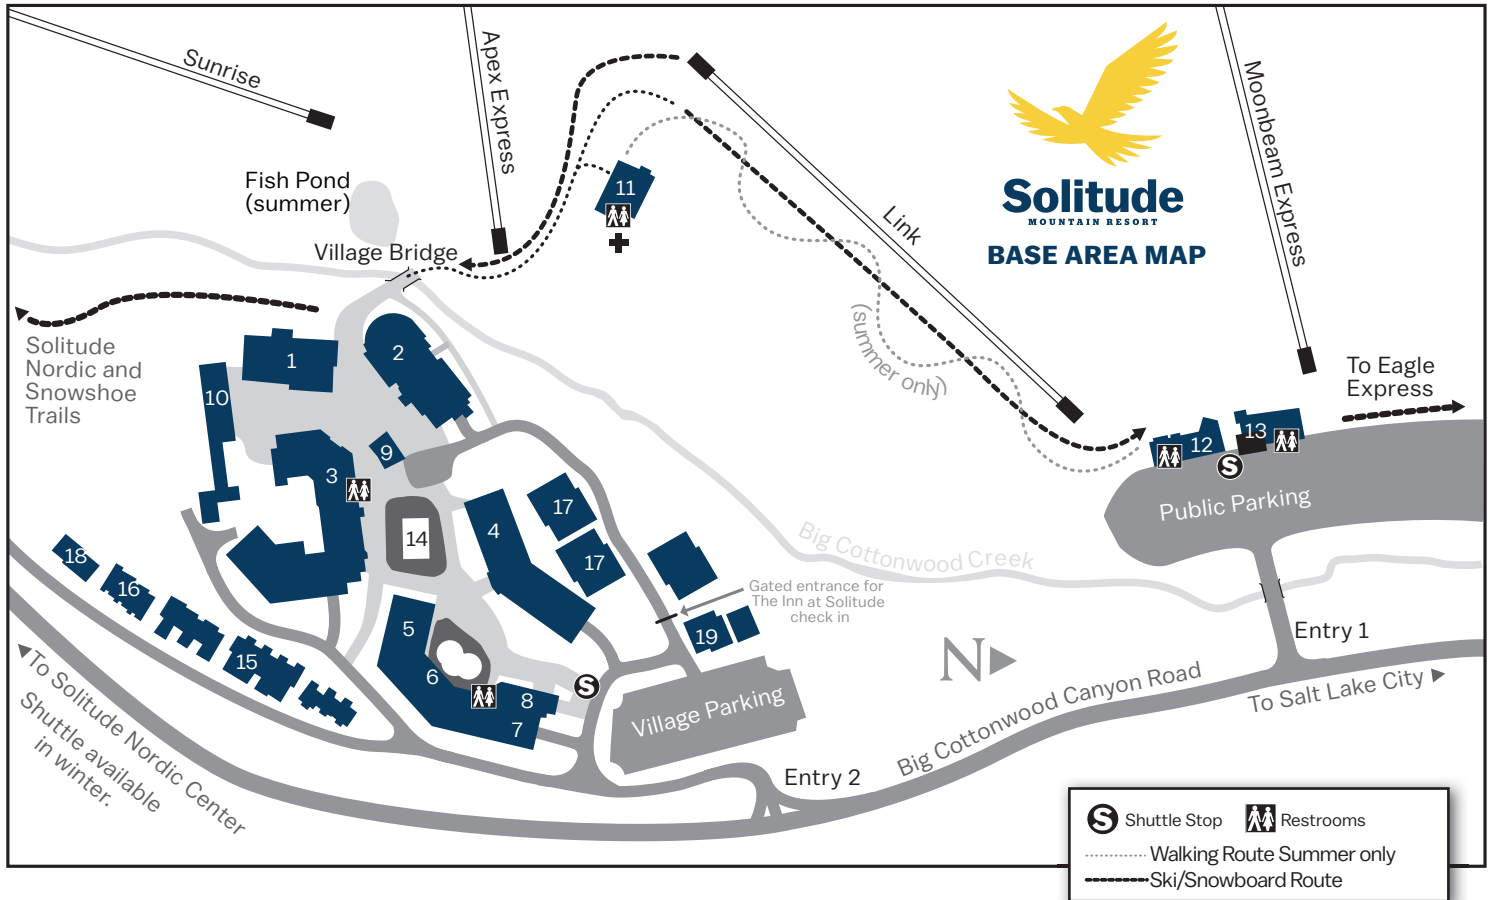 Sunrise
Apex Express
Moonbeam Express
Solitude
MOUNTAIN RESORT
BASE AREA MAP
Fish Pond
(summer)
11
Link
Village Bridge
(summer only)
Solitude
Nordic and
Snowshoe
Trails
1
2
10
To Eagle
Express
9
3
12
13
S
Public Parking
14
4
17
17
Big Cottonwood Creek
18
16
Gated entrance for
The Inn at Solitude
check in
5
19
15
6
N
Entry 1
S
8
7
Village Parking
Big Cottonwood Canyon Road
To Salt Lake City
To Solitude Nordic Center
Shuttle available
in winter.
Entry 2
S Shuttle Stop
Restrooms
Walking Route Summer only
Ski/Snowboard Route